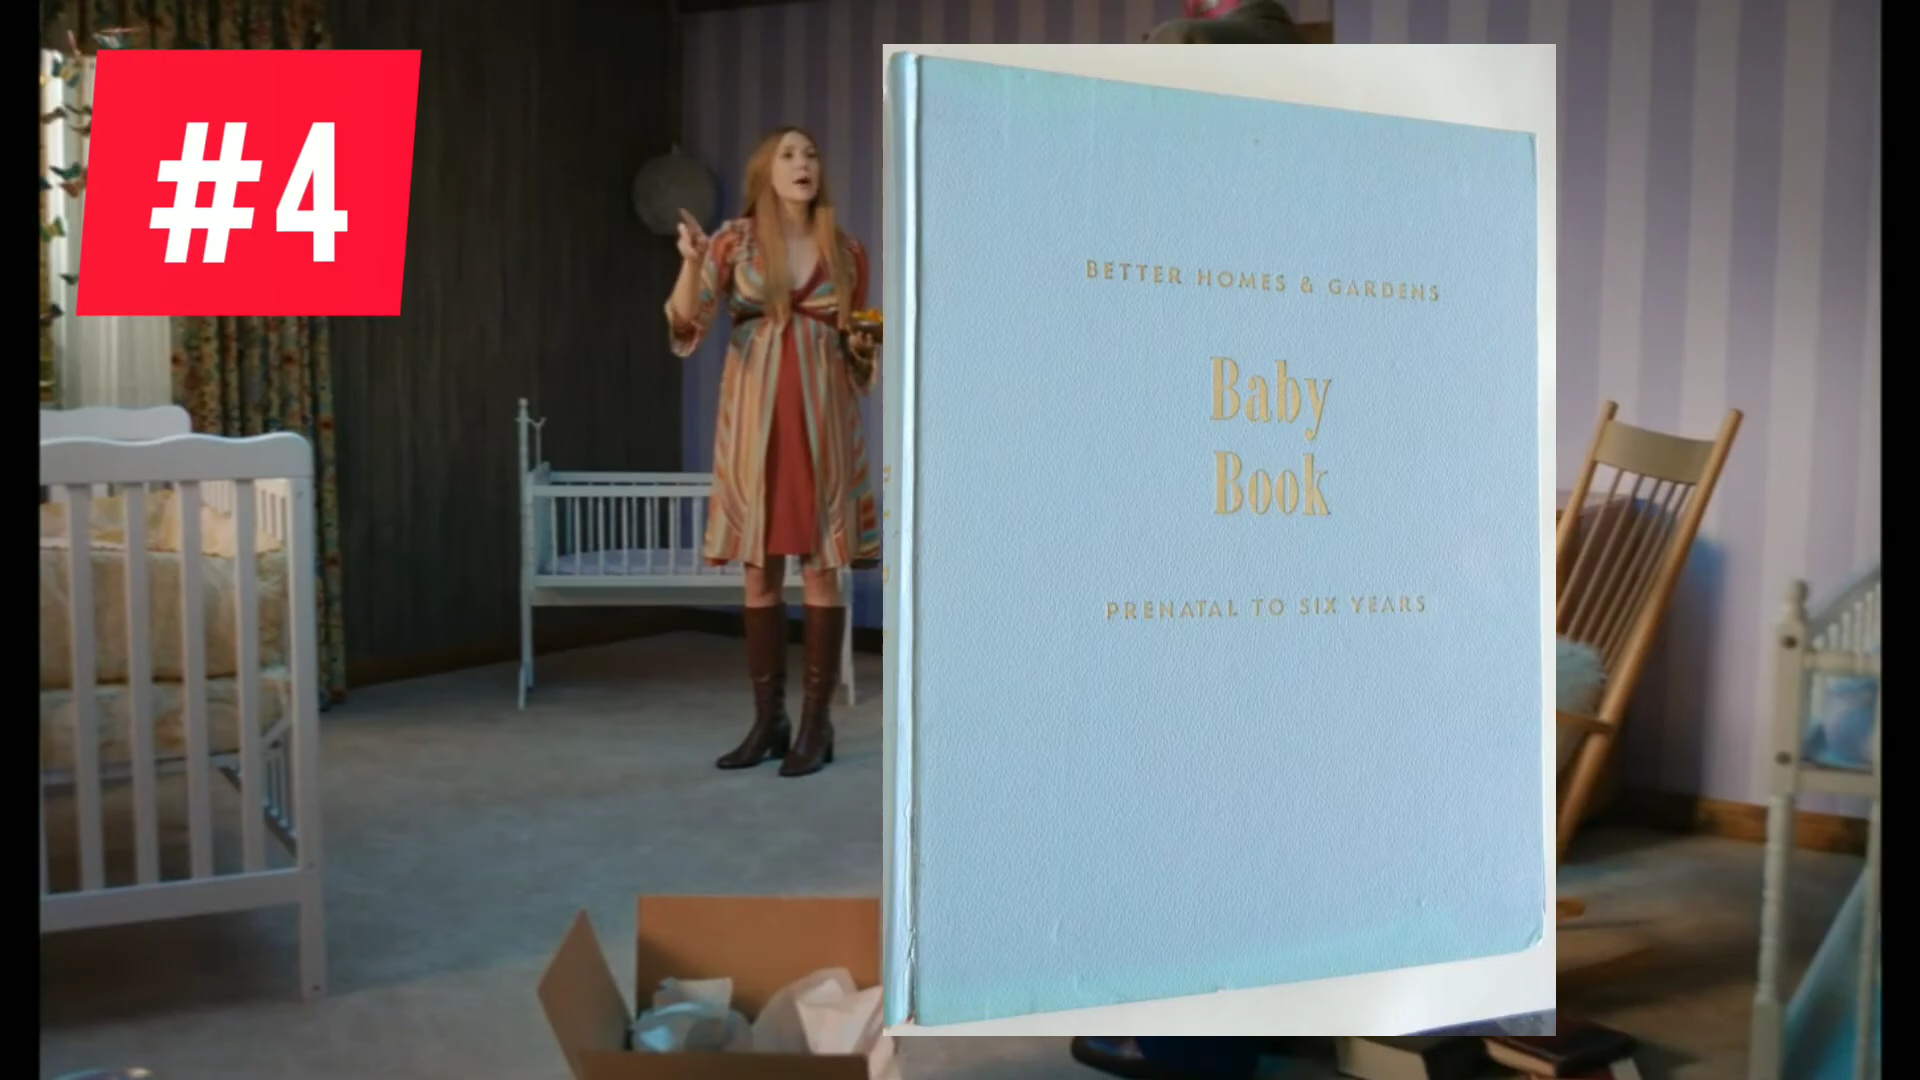 #4
BETTER HOMES & GARDENS
Baby
Book
PRENATAL TO SIX YEARS